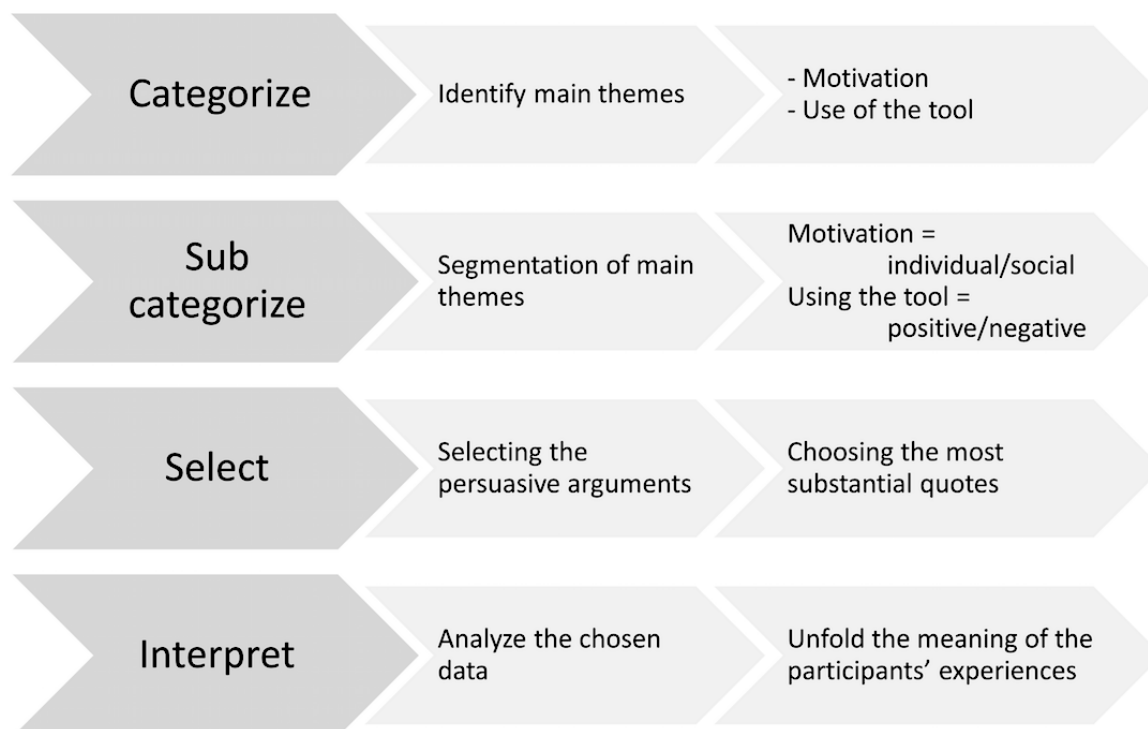 Categorize
Identify main themes
- Motivation
- Use of the tool
Sub
categorize
Segmentation of main
themes
Motivation =
individual/social
Using the tool =
positive/negative
Select
Selecting the
persuasive arguments
Choosing the most
substantial quotes
Interpret
Analyze the chosen
data
Unfold the meaning of the
participants’ experiences